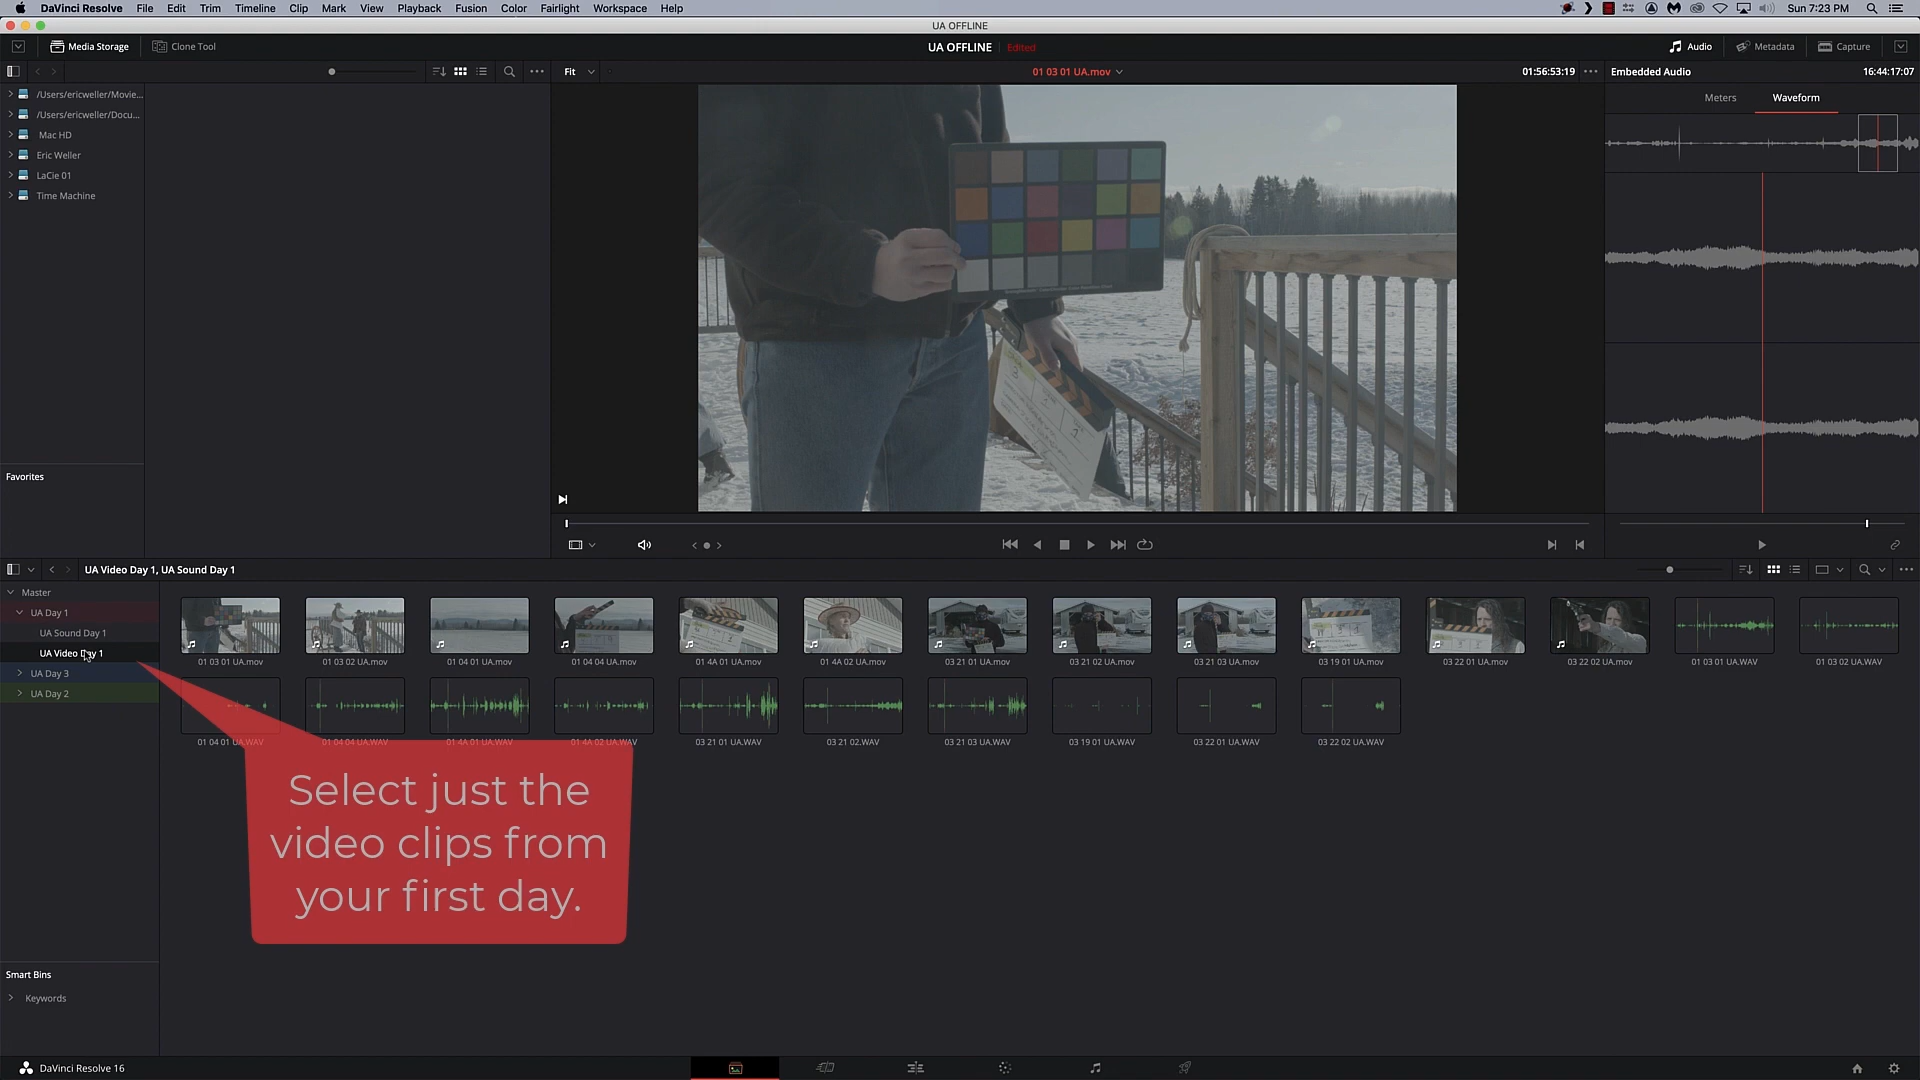 DaVinci Resolve File Edit Trim Timeline Clip Mark View Playback Fusion Color Fairlight Workspace Help Sun 7:23 PM
UA OFFLINE
Media Storage Clone Tool UA OFFLINE Edited Audio Metadata Capture
Fit 01 03 01 UA.mov 01:56:53:19 Embedded Audio 16:44:17:07
/Users/ericweller/Movie...
Meters Waveform
/Users/ericweller/Docu...
Mac HD
Eric Weller
LaCie 01
Time Machine
Favorites
UA Video Day 1, UA Sound Day 1
Master
UA Day 1
UA Sound Day 1
UA Video Day 1
UA Day 3
UA Day 2
01 03 01 UA.mov 01 03 02 UA.mov 01 04 01 UA.mov 01 04 04 UA.mov 01 4A 01 UA.mov 01 4A 02 UA.mov 03 21 01 UA.mov 03 21 02 UA.mov 03 21 03 UA.mov 03 19 01 UA.mov 03 22 01 UA.mov 03 22 02 UA.mov 01 03 01 UA.WAV 01 03 02 UA.WAV
01 04 01 UA.WAV 01 04 04 UA.WAV 01 4A 01 UA.WAV 01 4A 02 UA.WAV 03 21 01 UA.WAV 03 21 02.WAV 03 21 03 UA.WAV 03 19 01 UA.WAV 03 22 01 UA.WAV 03 22 02 UA.WAV
Select just the
video clips from
your first day.
Smart Bins
Keywords
DaVinci Resolve 16